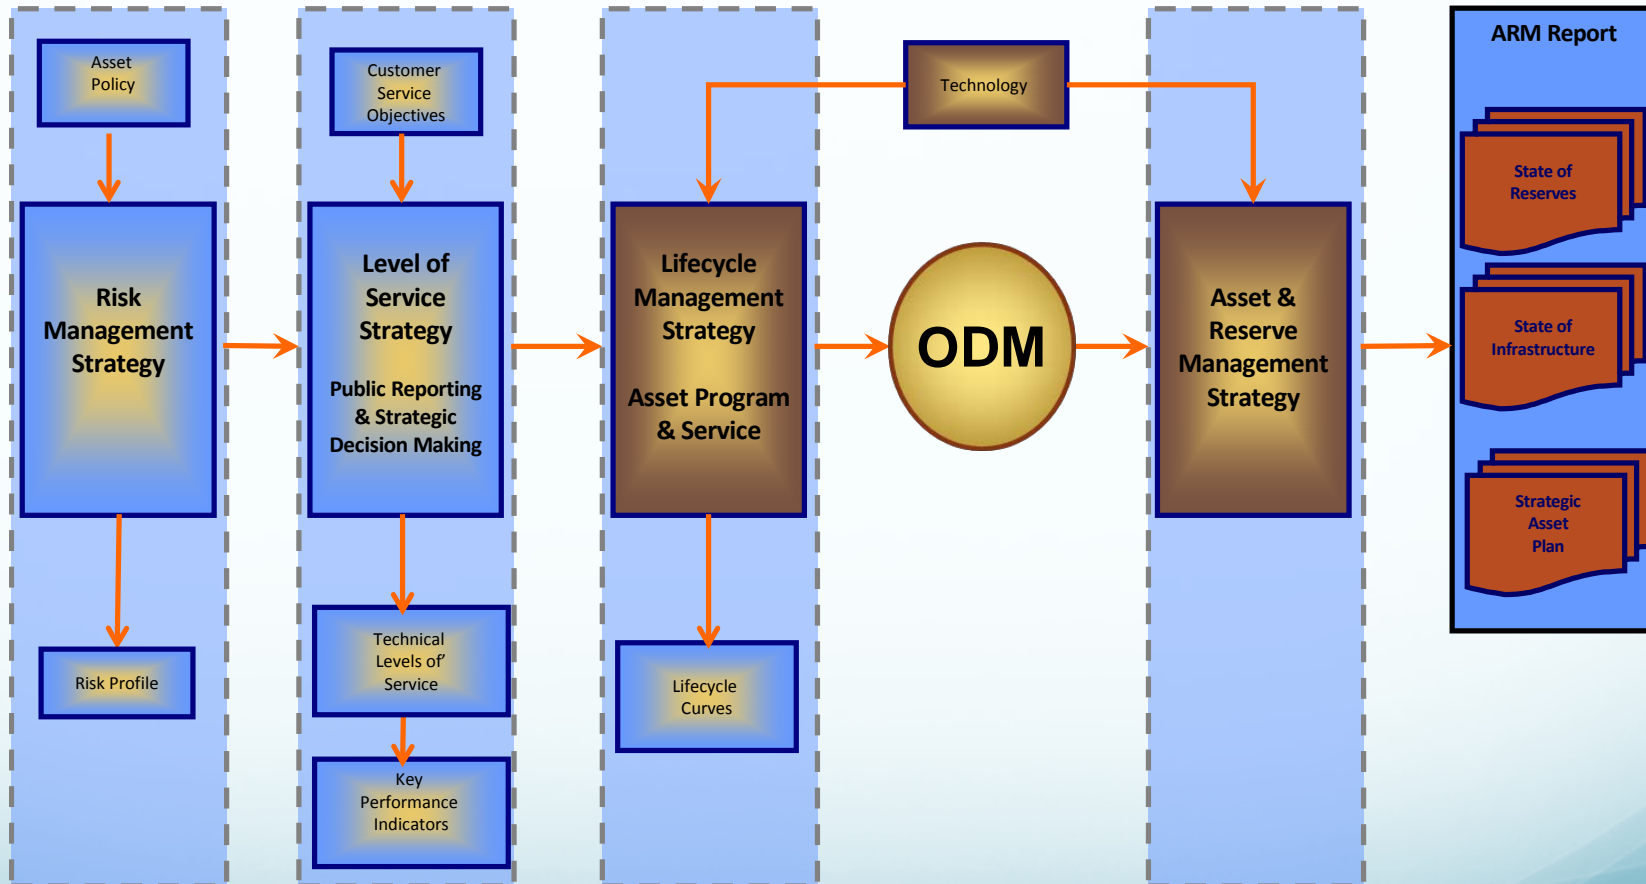 Asset
Policy
Risk
Management
Strategy
Risk Profile
Customer
Service
Objectives
Level of
Service
Strategy
Public Reporting
& Strategic
Decision Making
Technical
Levels of’
Service
Key
Performance
Indicators
Lifecycle
Management
Strategy
Asset Program
& Service
Lifecycle
Curves
Technology
ODM
Asset &
Reserve
Management
Strategy
ARM Report
State of
Reserves
State of
Infrastructure
Strategic
Asset
Plan